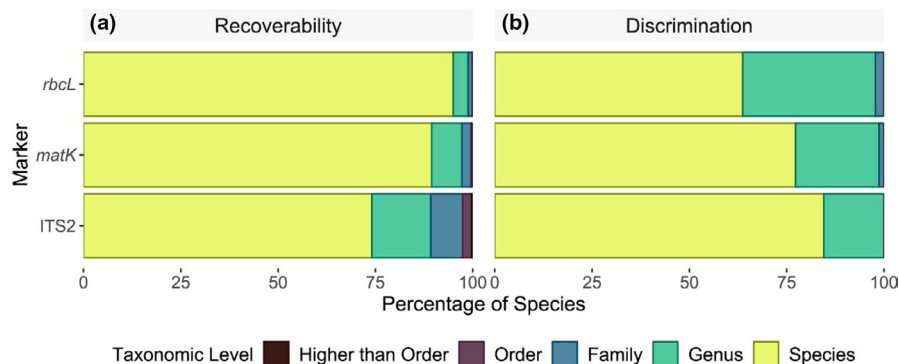 (a) Recoverability (b) Discrimination
Marker
rbcL
matK
ITS2
0 25 50 75 100 0 25 50 75 100
Percentage of Species
Taxonomic Level Higher than Order Order Family Genus Species